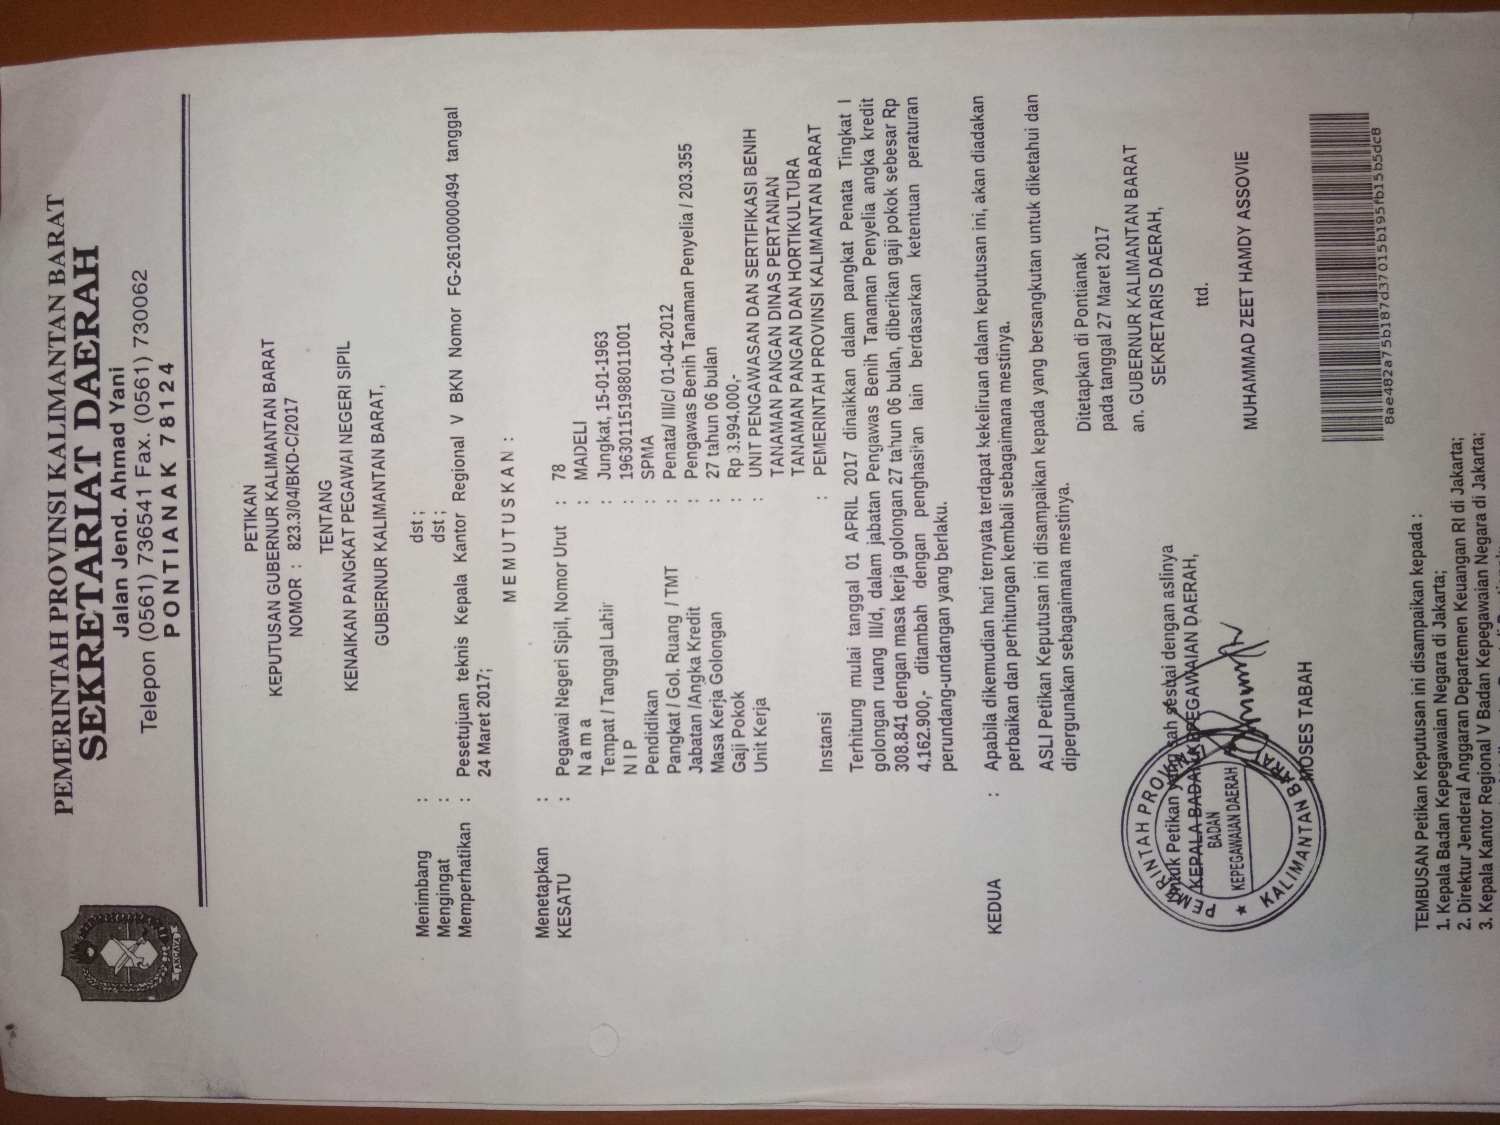 PEMERINTAH PROVINSI KALIMANTAN BARAT
SEKRETARIAT DAERAH
Jalan Jend. Ahmad Yani
Telepon (0561) 736541 Fax. (0561) 730062
PONTIANAK 78124
AKCAYA
PETIKAN
KEPUTUSAN GUBERNUR KALIMANTAN BARAT
NOMOR : 823.3/04/BKD-C/2017
TENTANG
KENAIKAN PANGKAT PEGAWAI NEGERI SIPIL
GUBERNUR KALIMANTAN BARAT,
Menimbang : dst ;
Mengingat : dst ;
Memperhatikan : Pesetujuan teknis Kepala Kantor Regional V BKN Nomor FG-26100000494 tanggal
24 Maret 2017;
M E M U T U S K A N :
Menetapkan :
KESATU : Pegawai Negeri Sipil, Nomor Urut : 78
N a m a : MADELI
Tempat / Tanggal Lahir : Jungkat, 15-01-1963
N I P : 196301151988011001
Pendidikan : SPMA
Pangkat / Gol. Ruang / TMT : Penata/ III/c/ 01-04-2012
Jabatan /Angka Kredit : Pengawas Benih Tanaman Penyelia / 203.355
Masa Kerja Golongan : 27 tahun 06 bulan
Gaji Pokok : Rp 3.994.000,-
Unit Kerja : UNIT PENGAWASAN DAN SERTIFIKASI BENIH
TANAMAN PANGAN DINAS PERTANIAN
TANAMAN PANGAN DAN HORTIKULTURA
Instansi : PEMERINTAH PROVINSI KALIMANTAN BARAT
Terhitung mulai tanggal 01 APRIL 2017 dinaikkan dalam pangkat Penata Tingkat I
golongan ruang III/d, dalam jabatan Pengawas Benih Tanaman Penyelia angka kredit
308.841 dengan masa kerja golongan 27 tahun 06 bulan, diberikan gaji pokok sebesar Rp
4.162.900,- ditambah dengan penghasilan lain berdasarkan ketentuan peraturan
perundang-undangan yang berlaku.
KEDUA : Apabila dikemudian hari ternyata terdapat kekeliruan dalam keputusan ini, akan diadakan
perbaikan dan perhitungan kembali sebagaimana mestinya.
ASLI Petikan Keputusan ini disampaikan kepada yang bersangkutan untuk diketahui dan
dipergunakan sebagaimana mestinya.
Ditetapkan di Pontianak
pada tanggal 27 Maret 2017
an. GUBERNUR KALIMANTAN BARAT
SEKRETARIS DAERAH,
ttd.
MUHAMMAD ZEET HAMDY ASSOVIE
Untuk Petikan yang sah sesuai dengan aslinya
KEPALA BADAN KEPEGAWAIAN DAERAH,
PEMERINTAH PROVINSI
BADAN
KEPEGAWAIAN DAERAH
KALIMANTAN BARAT
MOSES TABAH
8ae482a75b187d37015b195fb15b5dc8
TEMBUSAN Petikan Keputusan ini disampaikan kepada :
1. Kepala Badan Kepegawaian Negara di Jakarta;
2. Direktur Jenderal Anggaran Departemen Keuangan RI di Jakarta;
3. Kepala Kantor Regional V Badan Kepegawaian Negara di Jakarta;